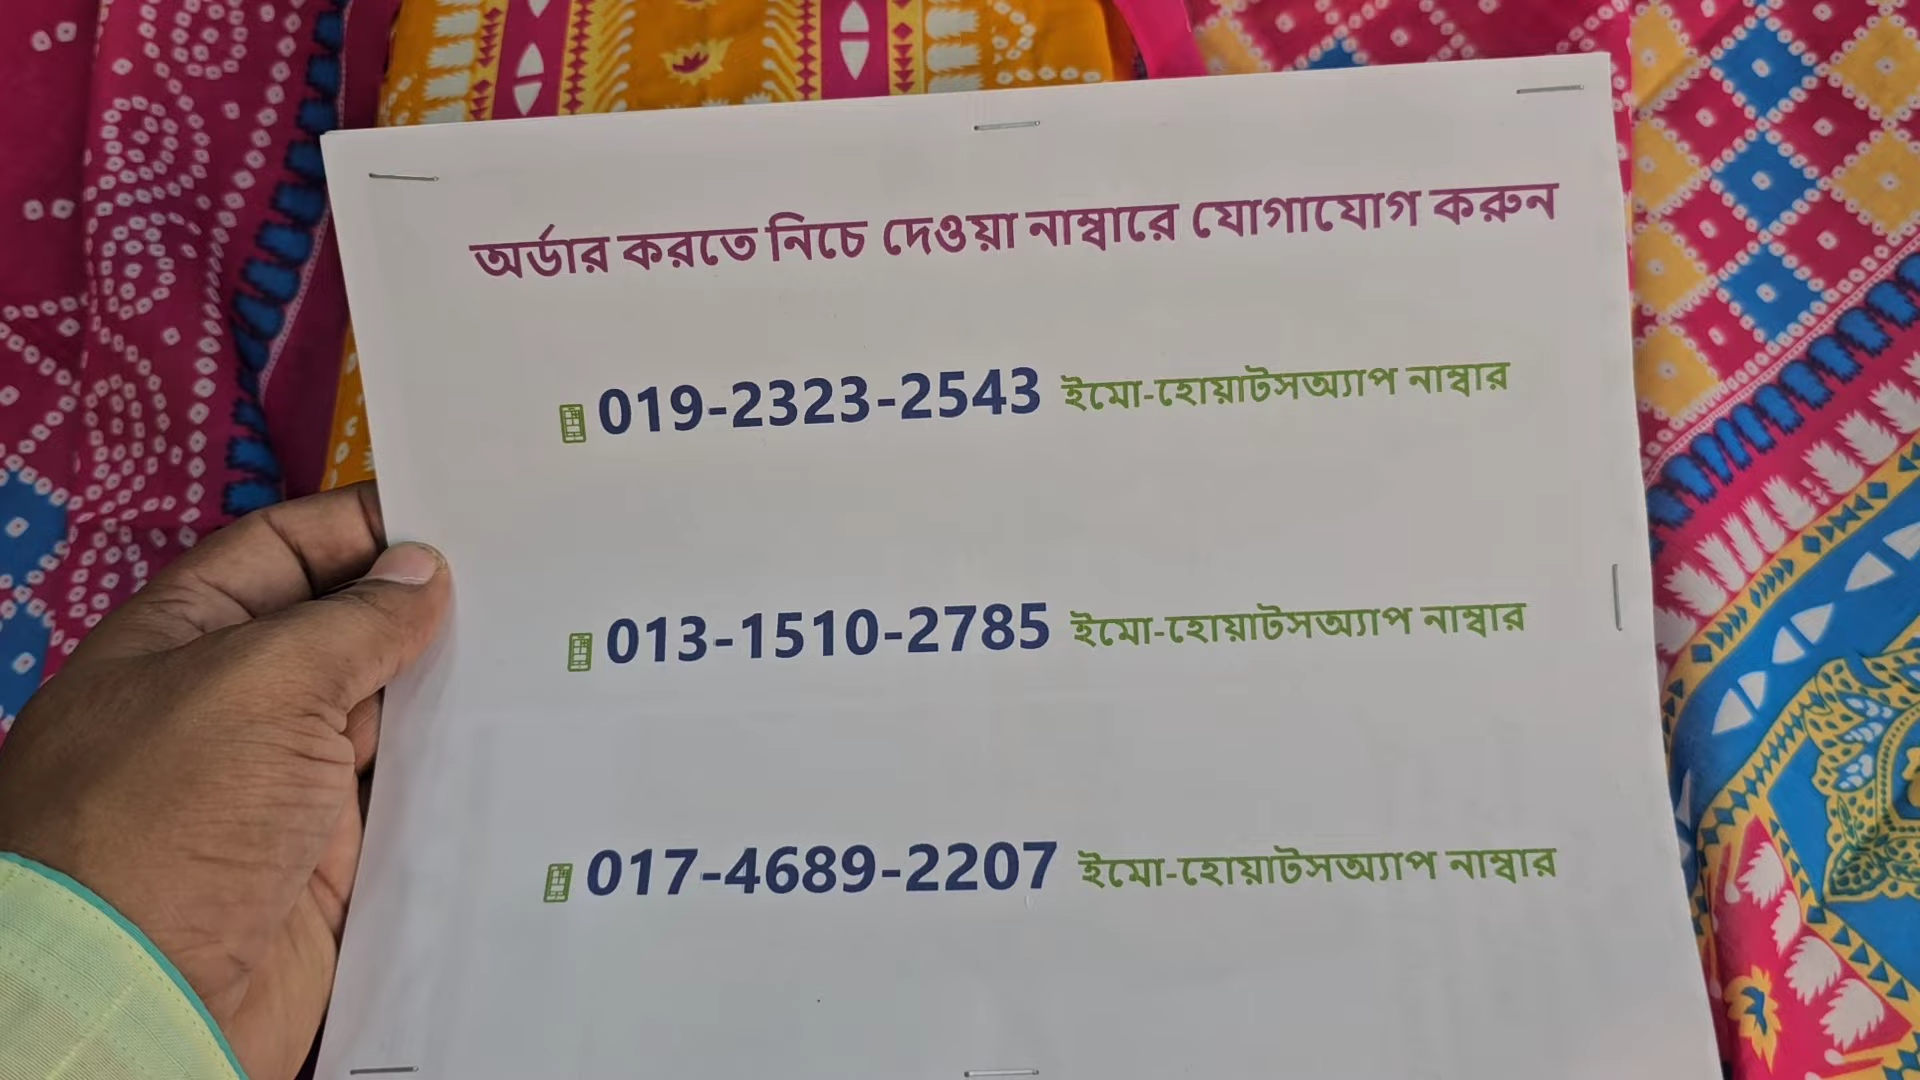 অর্ডার করতে নিচে দেওয়া নাম্বারে যোগাযোগ করুন
019-2323-2543 ইমো-হোয়াটসঅ্যাপ নাম্বার
013-1510-2785 ইমো-হোয়াটসঅ্যাপ নাম্বার
017-4689-2207 ইমো-হোয়াটসঅ্যাপ নাম্বার